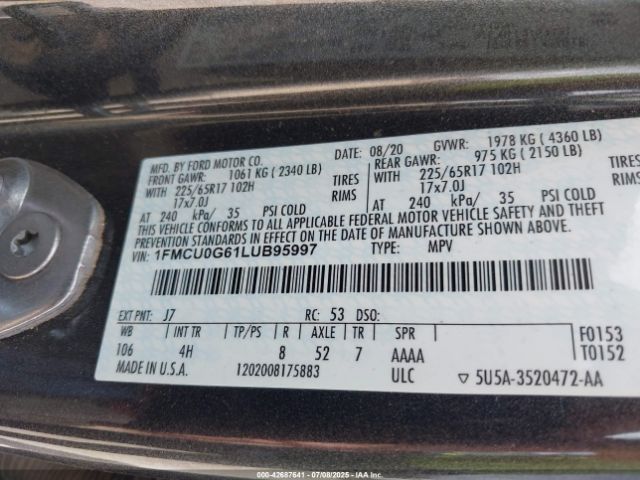 MFD. BY FORD MOTOR CO.
DATE: 08/20 GVWR: 1978 KG ( 4360 LB)
FRONT GAWR: 1061 KG ( 2340 LB) REAR GAWR: 975 KG ( 2150 LB)
WITH 225/65R17 102H TIRES WITH 225/65R17 102H TIRES
17x7.0J RIMS 17x7.0J RIMS
AT 240 kPa/ 35 PSI COLD AT 240 kPa/ 35 PSI COLD
THIS VEHICLE CONFORMS TO ALL APPLICABLE FEDERAL MOTOR VEHICLE SAFETY AND THEFT
PREVENTION STANDARDS IN EFFECT ON THE DATE OF MANUFACTURE SHOWN ABOVE.
VIN: 1FMCU0G61LUB95997 TYPE: MPV
EXT PNT: J7 RC: 53 DSO:
WB INT TR TP/PS R AXLE TR SPR F0153
106 4H 8 52 7 AAAA T0152
MADE IN U.S.A. 1202008175883 ULC ▽ 5U5A-3520472-AA
000-42687641 - 07/08/2025 - IAA Inc.